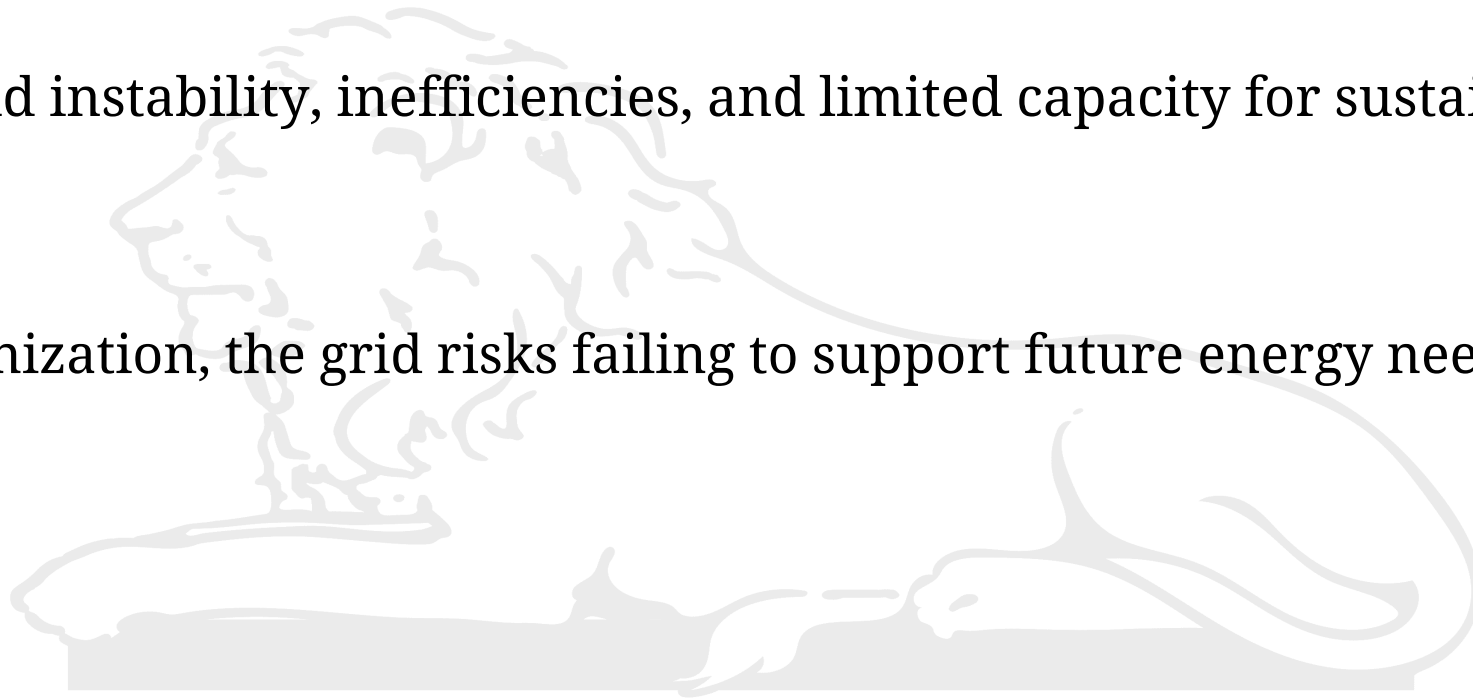 d instability, inefficiencies, and limited capacity for sustai
nization, the grid risks failing to support future energy nee